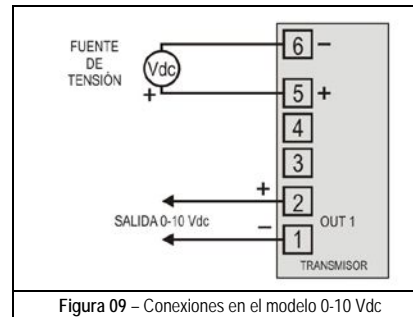 FUENTE
DE
TENSIÓN
Vdc
+
6 –
5 +
4
3
+
2
SALIDA 0-10 Vdc
OUT 1
–
1
TRANSMISOR
Figura 09 – Conexiones en el modelo 0-10 Vdc